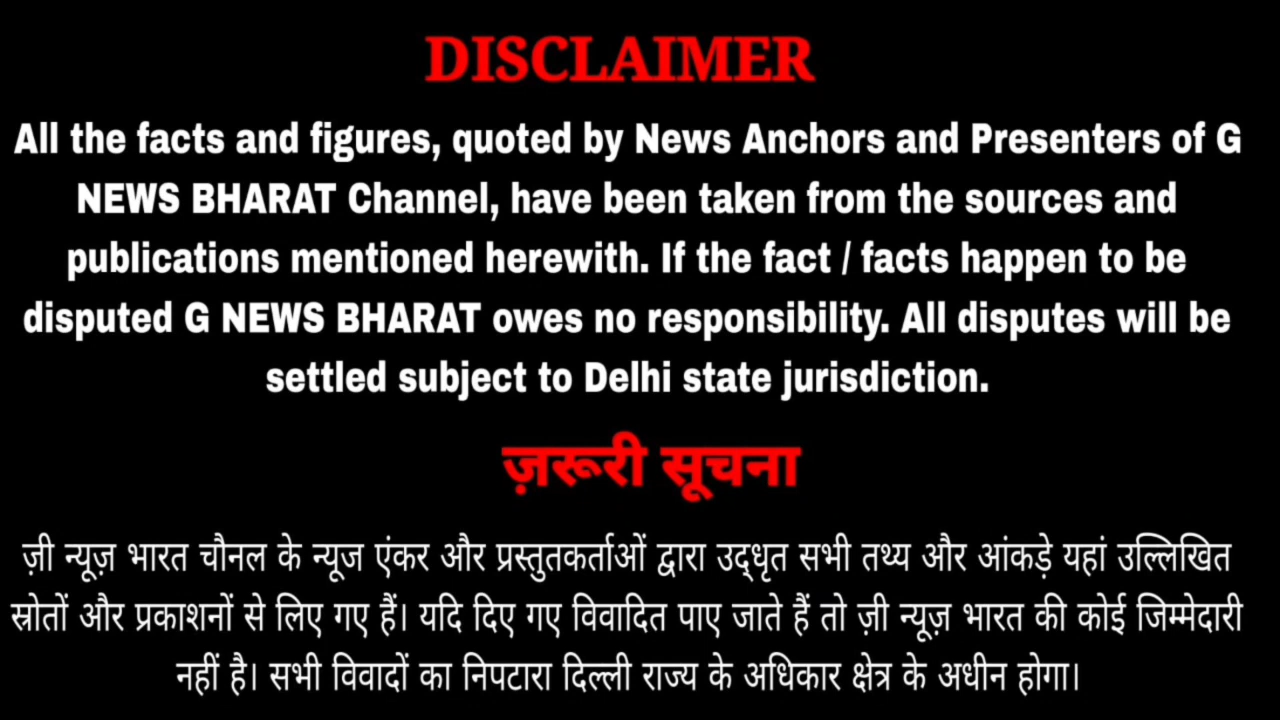 DISCLAIMER
All the facts and figures, quoted by News Anchors and Presenters of G
NEWS BHARAT Channel, have been taken from the sources and
publications mentioned herewith. If the fact / facts happen to be
disputed G NEWS BHARAT owes no responsibility. All disputes will be
settled subject to Delhi state jurisdiction.
ज़रूरी सूचना
ज़ी न्यूज़ भारत चौनल के न्यूज एंकर और प्रस्तुतकर्ताओं द्वारा उद्धृत सभी तथ्य और आंकड़े यहां उल्लिखित
स्रोतों और प्रकाशनों से लिए गए हैं। यदि दिए गए विवादित पाए जाते हैं तो ज़ी न्यूज़ भारत की कोई जिम्मेदारी
नहीं है। सभी विवादों का निपटारा दिल्ली राज्य के अधिकार क्षेत्र के अधीन होगा।